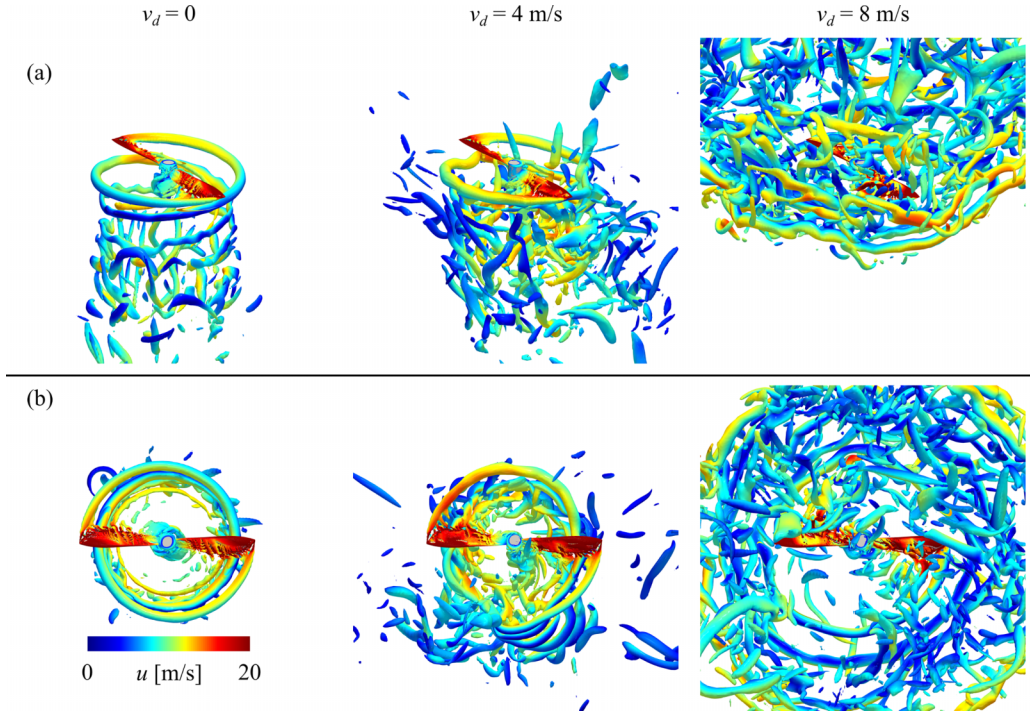 v_d = 0 v_d = 4 m/s v_d = 8 m/s
(a)
(b)
0 u [m/s] 20